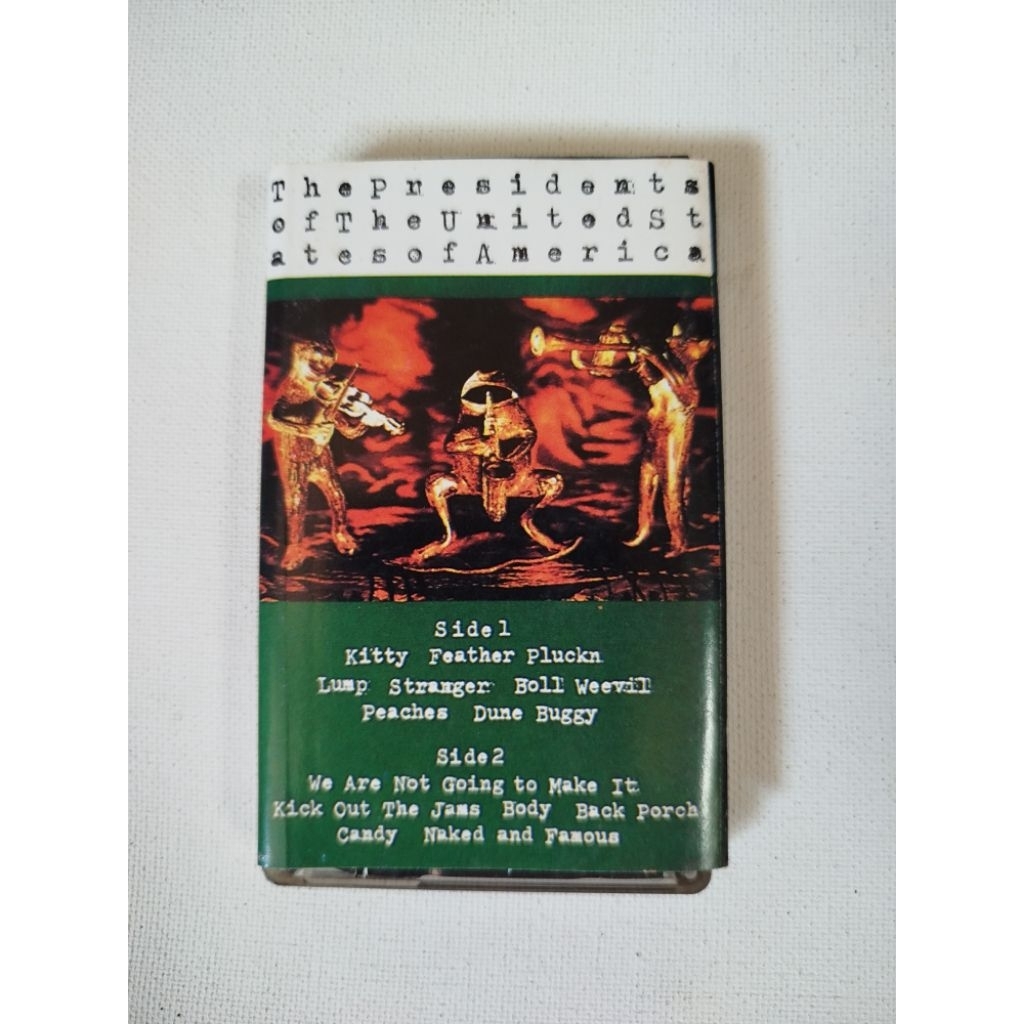 ThePresidents
ofTheUnitedSt
atesofAmerica
Side1
Kitty Feather Pluckn
Lump Stranger Boll Weevil
Peaches Dune Buggy
Side2
We Are Not Going to Make It
Kick Out The Jams Body Back Porch
Candy Naked and Famous